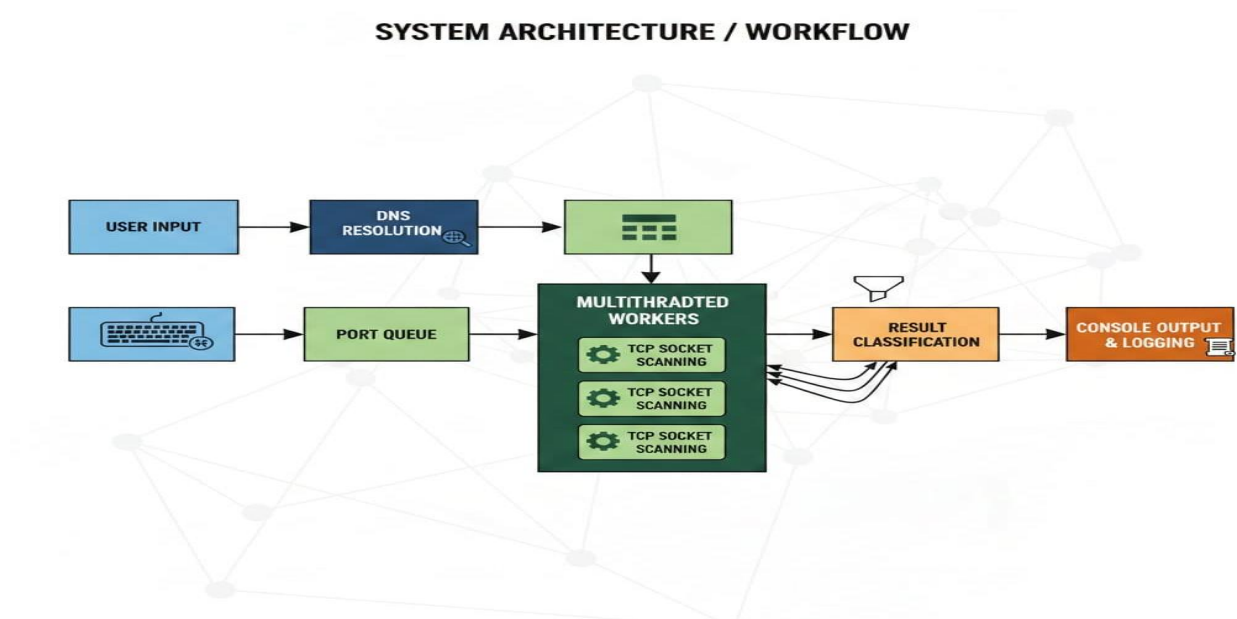 SYSTEM ARCHITECTURE / WORKFLOW
USER INPUT
DNS
RESOLUTION
PORT QUEUE
MULTITHRADTED
WORKERS
TCP SOCKET
SCANNING
TCP SOCKET
SCANNING
TCP SOCKET
SCANNING
RESULT
CLASSIFICATION
CONSOLE OUTPUT
& LOGGING